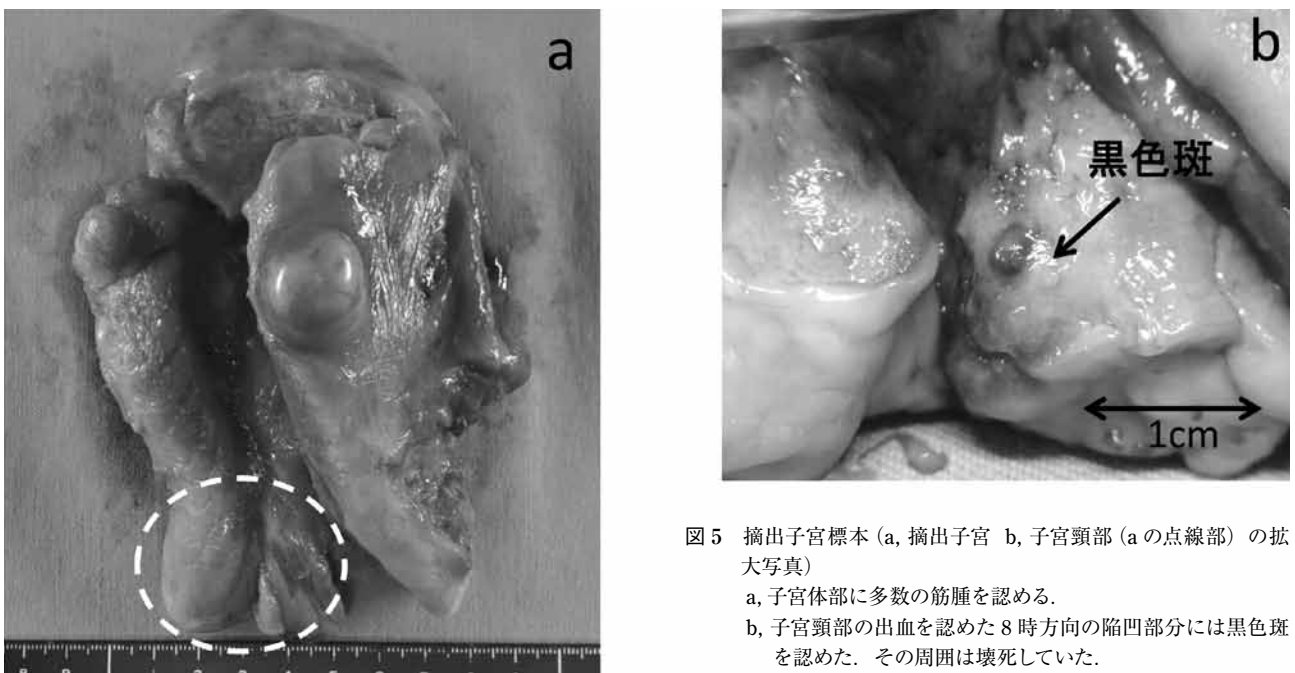 a
b
黒色斑
1cm
図5 摘出子宮標本(a, 摘出子宮 b, 子宮頸部(aの点線部)の拡
大写真)
a, 子宮体部に多数の筋腫を認める.
b, 子宮頸部の出血を認めた8時方向の陥凹部分には黒色斑
を認めた. その周囲は壊死していた.